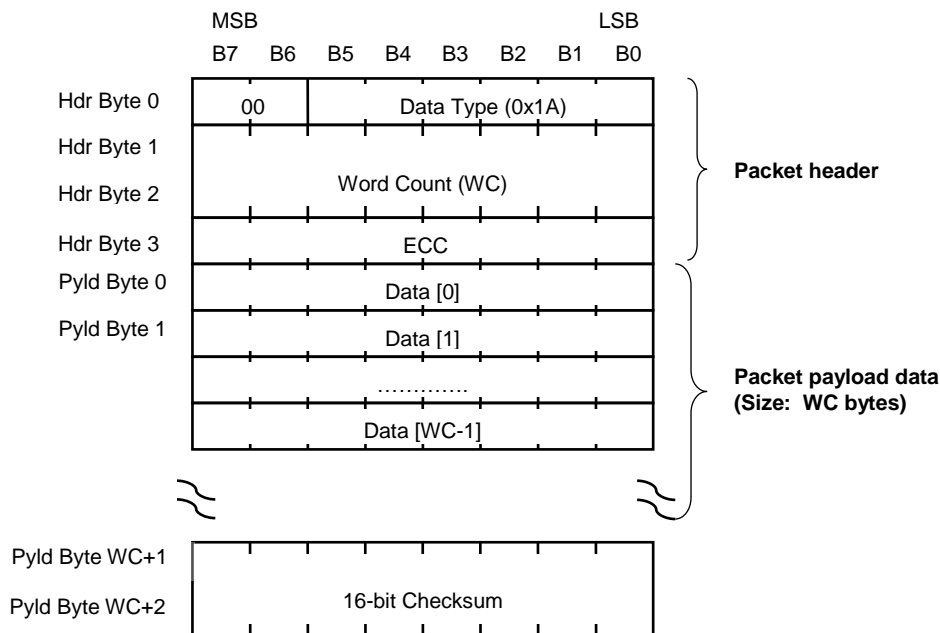 MSB LSB
B7 B6 B5 B4 B3 B2 B1 B0
Hdr Byte 0 00 Data Type (0x1A)
Hdr Byte 1
Word Count (WC)
Packet header
Hdr Byte 2
Hdr Byte 3 ECC
Pyld Byte 0 Data [0]
Pyld Byte 1 Data [1]
.............
Packet payload data
(Size: WC bytes)
Data [WC-1]
Pyld Byte WC+1
16-bit Checksum
Pyld Byte WC+2